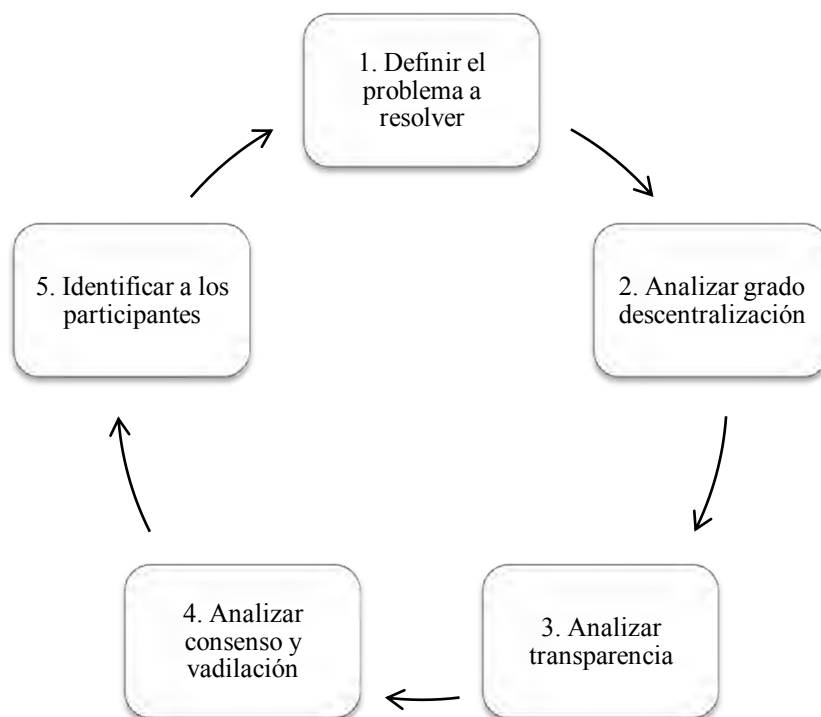 1. Definir el
problema a
resolver
2. Analizar grado
descentralización
3. Analizar
transparencia
4. Analizar
consenso y
vadilación
5. Identificar a los
participantes